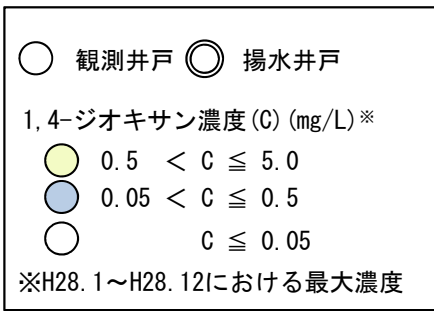 観測井戸 揚水井戸
1,4-ジオキサン濃度(C)(mg/L)※
0.5 < C ≦ 5.0
0.05 < C ≦ 0.5
C ≦ 0.05
※H28.1～H28.12における最大濃度